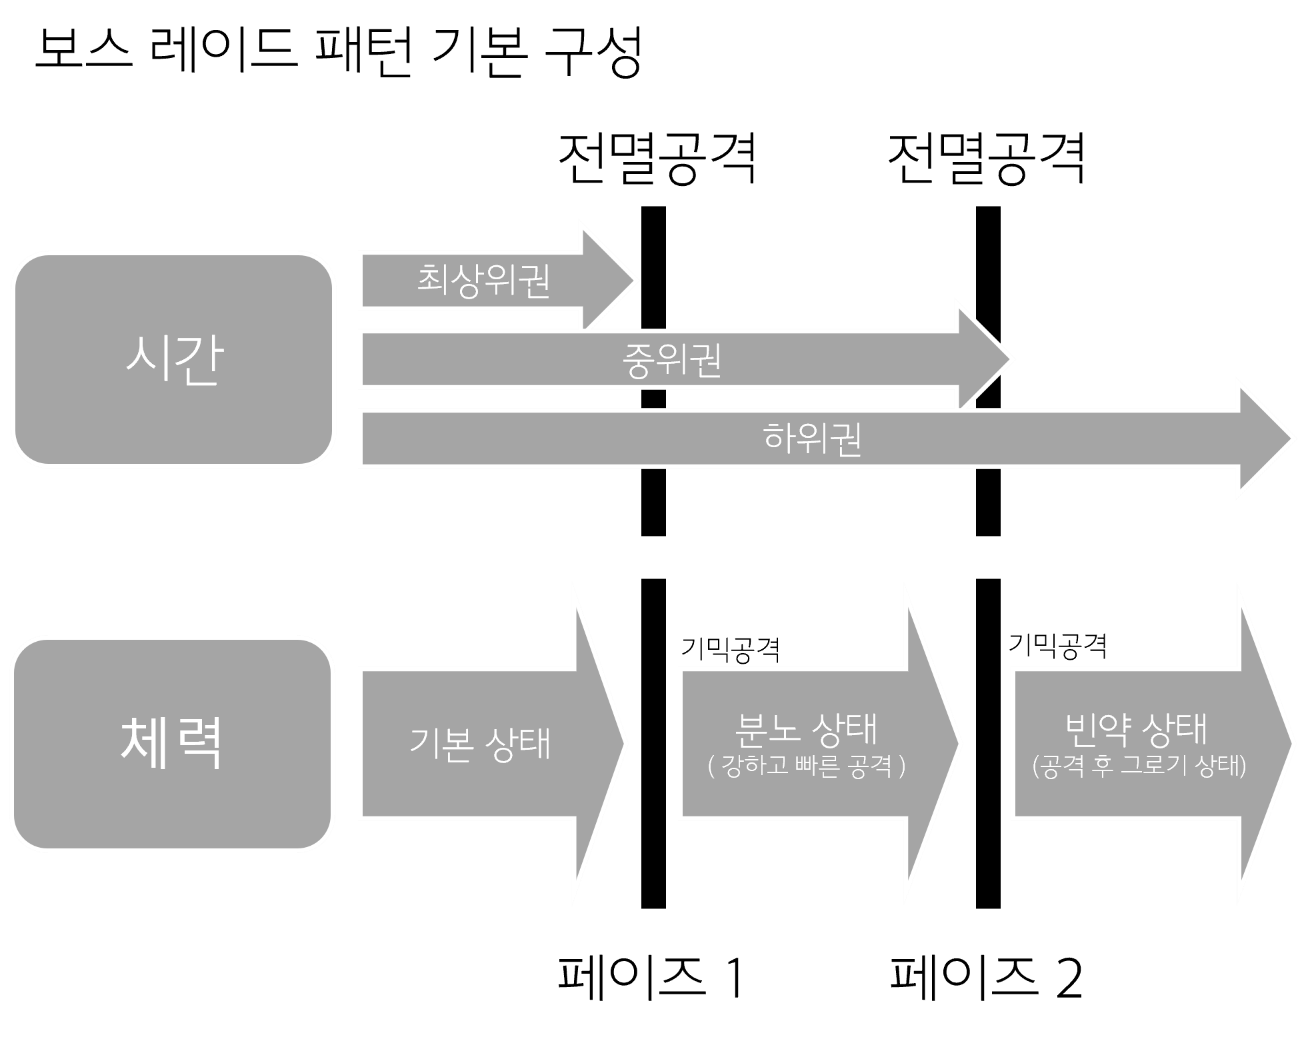 보스 레이드 패턴 기본 구성
전멸공격
전멸공격
시간
최상위권
중위권
하위권
체력
기본 상태
기믹공격
분노 상태
( 강하고 빠른 공격 )
기믹공격
빈약 상태
(공격 후 그로기 상태)
페이즈 1
페이즈 2